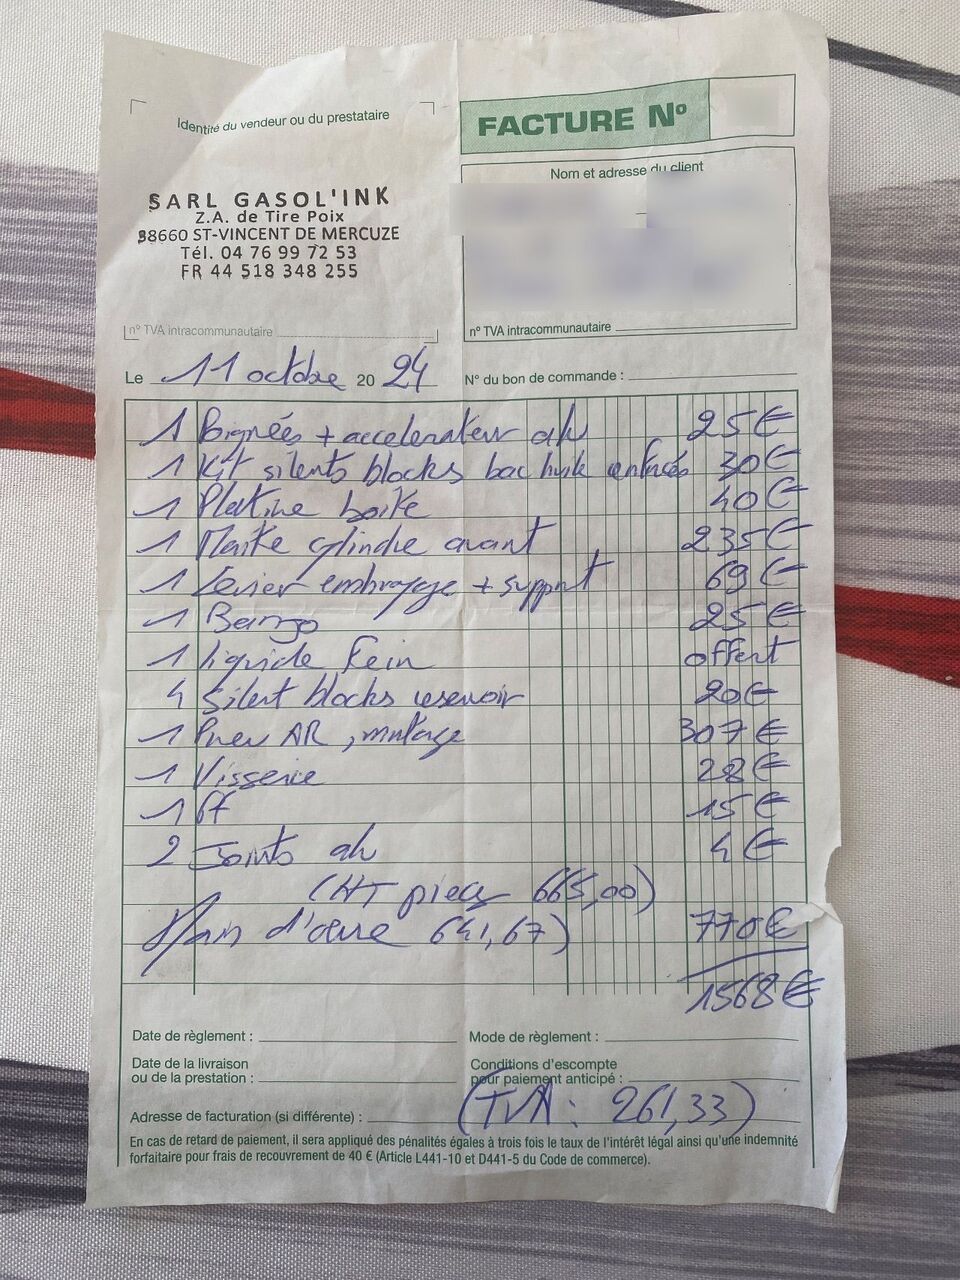 Identité du vendeur ou du prestataire
FACTURE N°
Nom et adresse du client
SARL GASOL'INK
Z.A. de Tire Poix
38660 ST-VINCENT DE MERCUZE
Tél. 04 76 99 72 53
FR 44 518 348 255
n° TVA intracommunautaire
n° TVA intracommunautaire
Le 11 octobre 20 24
N° du bon de commande :
1 Poignées + accelerateur alu 25€
1 Kit silents blocks bac huile renforcés 30€
1 Platine boite 40€
1 Maitre cylindre avant 235€
1 Levier embrayage + support 69€
1 Banjo 25€
1 liquide frein offert
4 Silent blocks reservoir 20€
1 Pneu AR, montage 307€
1 Visserie 28€
1 Pf 15€
2 Joints alu 4€
(HT pieces 665,00)
Main d'œuvre 641,67) 770€
1568€
Date de règlement :
Mode de règlement :
Date de la livraison
ou de la prestation :
Conditions d'escompte
pour paiement anticipé :
(TVA : 261,33)
Adresse de facturation (si différente) :
En cas de retard de paiement, il sera appliqué des pénalités égales à trois fois le taux de l'intérêt légal ainsi qu'une indemnité
forfaitaire pour frais de recouvrement de 40 € (Article L441-10 et D441-5 du Code de commerce).